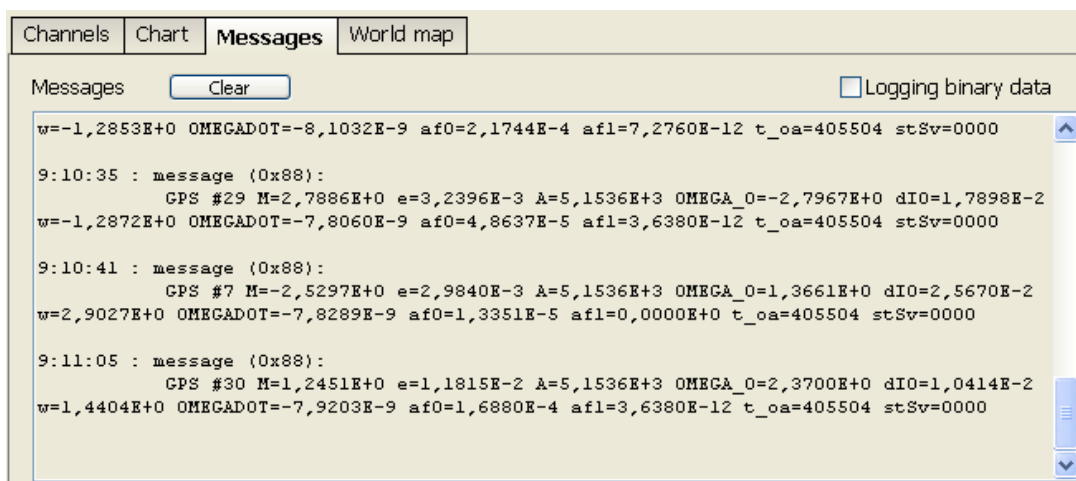 Channels Chart Messages World map
Messages Clear Logging binary data
w=-1,2853E+0 OMEGADOT=-8,1032E-9 af0=2,1744E-4 af1=7,2760E-12 t_oa=405504 stSv=0000
9:10:35 : message (0x88):
GPS #29 M=2,7886E+0 e=3,2396E-3 A=5,1536E+3 OMEGA_0=-2,7967E+0 dI0=1,7898E-2
w=-1,2872E+0 OMEGADOT=-7,8060E-9 af0=4,8637E-5 af1=3,6380E-12 t_oa=405504 stSv=0000
9:10:41 : message (0x88):
GPS #7 M=-2,5297E+0 e=2,9840E-3 A=5,1536E+3 OMEGA_0=1,3661E+0 dI0=2,5670E-2
w=2,9027E+0 OMEGADOT=-7,8289E-9 af0=1,3351E-5 af1=0,0000E+0 t_oa=405504 stSv=0000
9:11:05 : message (0x88):
GPS #30 M=1,2451E+0 e=1,1815E-2 A=5,1536E+3 OMEGA_0=2,3700E+0 dI0=1,0414E-2
w=1,4404E+0 OMEGADOT=-7,9203E-9 af0=1,6880E-4 af1=3,6380E-12 t_oa=405504 stSv=0000